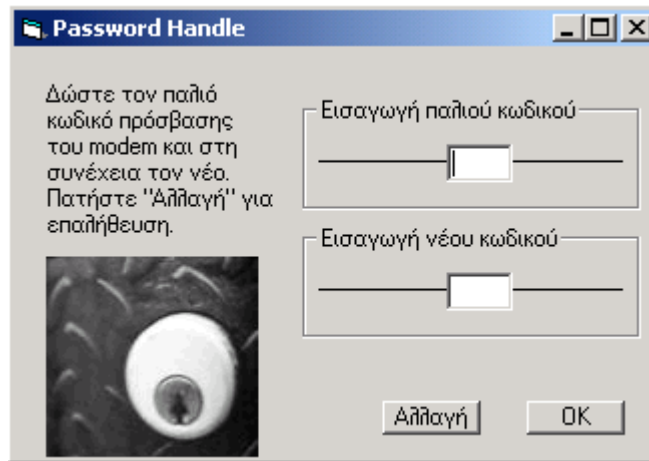 Password Handle
Δώστε τον παλιό
κωδικό πρόσβασης
του modem και στη
συνέχεια τον νέο.
Πατήστε "Αλλαγή" για
επαλήθευση.
Εισαγωγή παλιού κωδικού
Εισαγωγή νέου κωδικού
Αλλαγή
OK